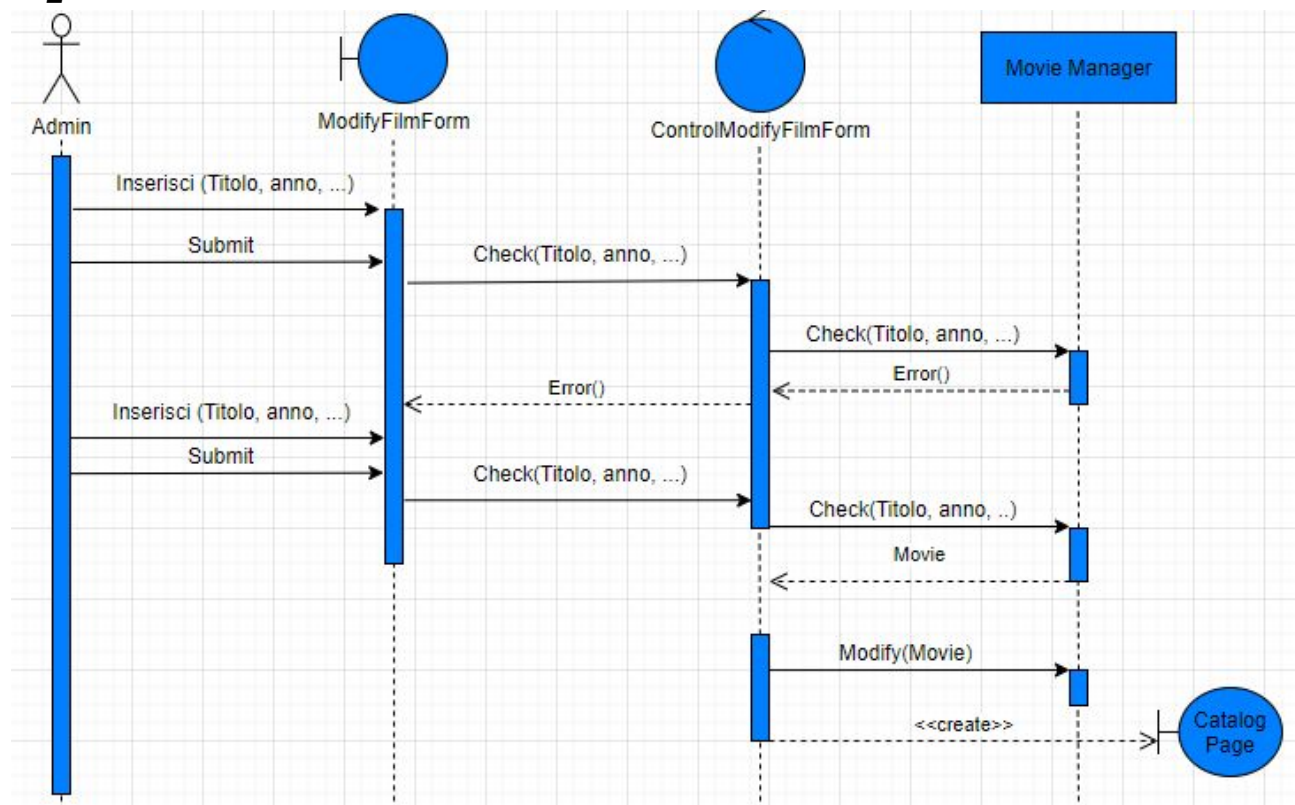 Admin
ModifyFilmForm
ControlModifyFilmForm
Movie Manager
Inserisci (Titolo, anno, ...)
Submit
Check(Titolo, anno, ...)
Check(Titolo, anno, ...)
Error()
Error()
Inserisci (Titolo, anno, ...)
Submit
Check(Titolo, anno, ...)
Check(Titolo, anno, ..)
Movie
Modify(Movie)
<<create>>
Catalog
Page